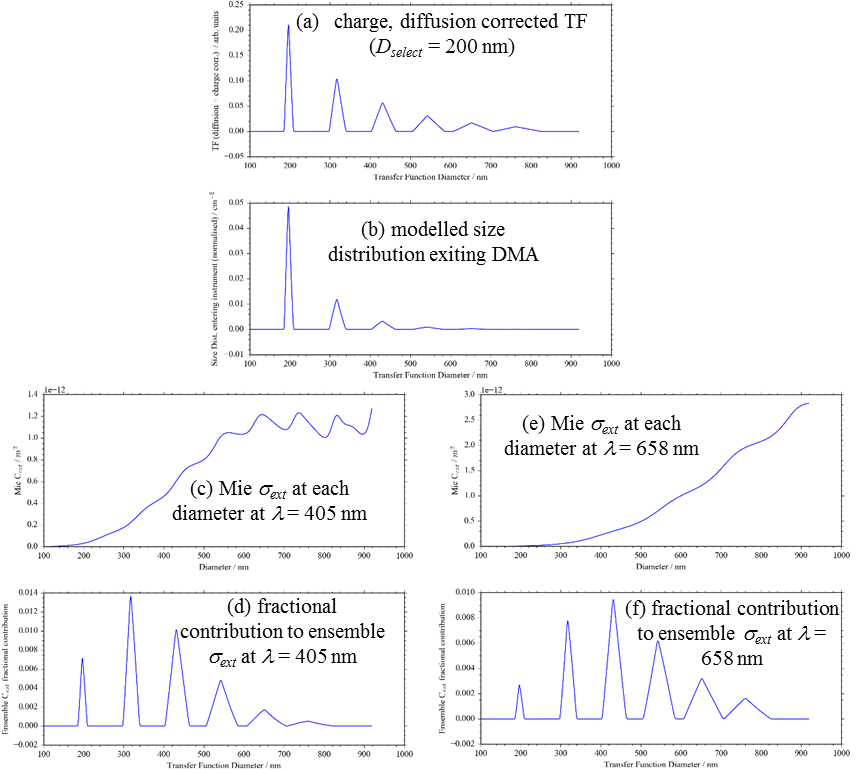 (a) charge, diffusion corrected TF
(Dselect = 200 nm)
TF (diffusion + charge corr.) / arb. units
0.25
0.20
0.15
0.10
0.05
0.00
−0.05
100 200 300 400 500 600 700 800 900 1000
Transfer Function Diameter / nm
(b) modelled size
distribution exiting DMA
Size Dist. entering instrument (normalised) / cm⁻³
0.05
0.04
0.03
0.02
0.01
0.00
−0.01
100 200 300 400 500 600 700 800 900 1000
Transfer Function Diameter / nm
1e−12
(c) Mie σext at each
diameter at λ = 405 nm
Mie Cext / m²
1.4
1.2
1.0
0.8
0.6
0.4
0.2
0.0
100 200 300 400 500 600 700 800 900 1000
Diameter / nm
1e−12
(e) Mie σext at each
diameter at λ = 658 nm
Mie Cext / m²
3.0
2.5
2.0
1.5
1.0
0.5
0.0
100 200 300 400 500 600 700 800 900 1000
Diameter / nm
(d) fractional
contribution to ensemble
σext at λ = 405 nm
Ensemble Cext fractional contribution
0.014
0.012
0.010
0.008
0.006
0.004
0.002
0.000
−0.002
100 200 300 400 500 600 700 800 900 1000
Transfer Function Diameter / nm
(f) fractional contribution
to ensemble σext at λ =
658 nm
Ensemble Cext fractional contribution
0.010
0.008
0.006
0.004
0.002
0.000
−0.002
100 200 300 400 500 600 700 800 900 1000
Transfer Function Diameter / nm